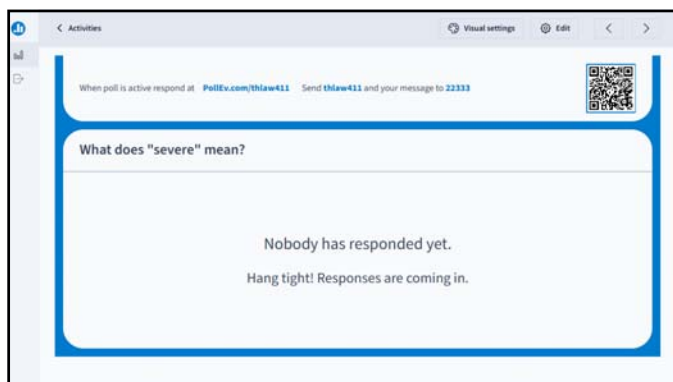 Activities
Visual settings
Edit
When poll is active respond at PollEv.com/thlaw411 Send thlaw411 and your message to 22333
What does "severe" mean?
Nobody has responded yet.
Hang tight! Responses are coming in.